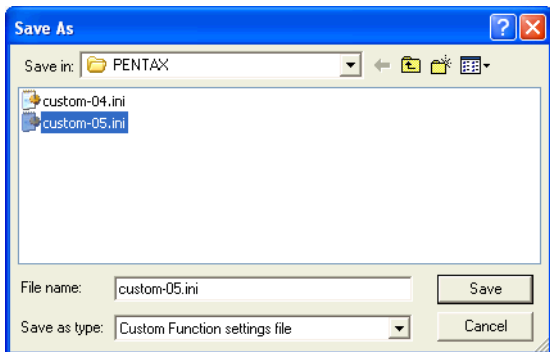 Save As
Save in: PENTAX
custom-04.ini
custom-05.ini
File name: custom-05.ini
Save
Save as type: Custom Function settings file
Cancel